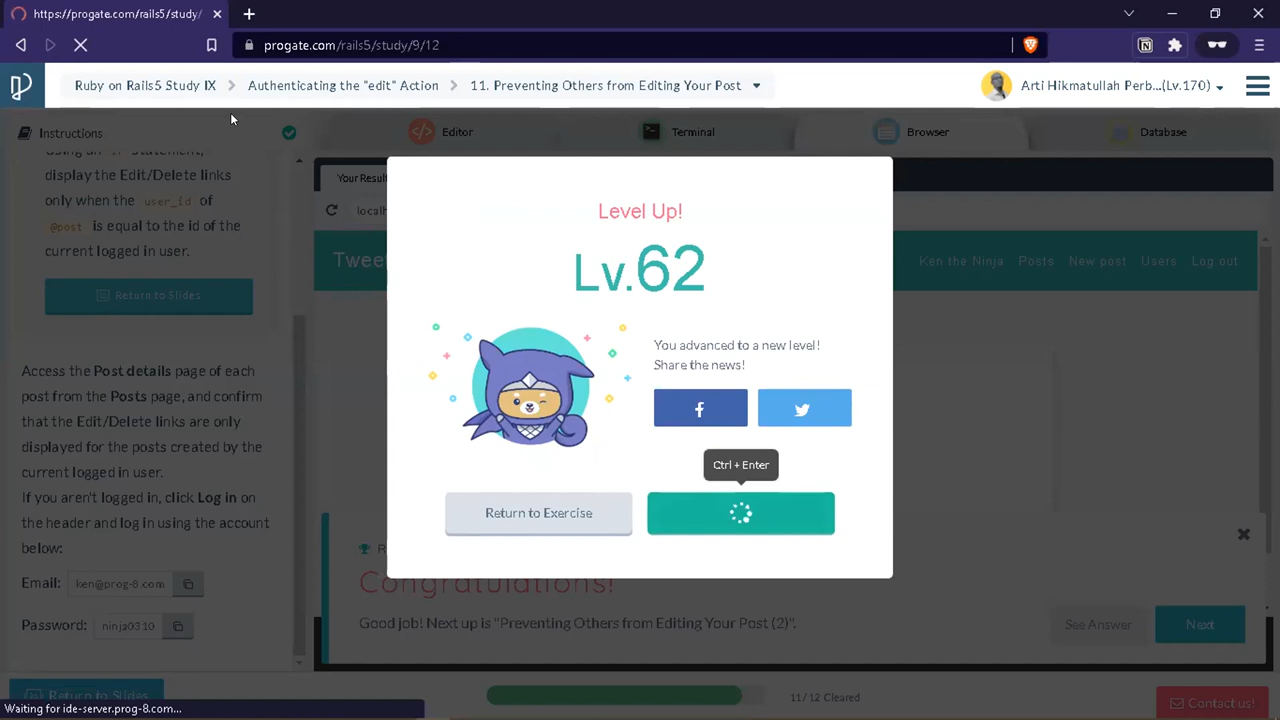 https://progate.com/rails5/study/
progate.com/rails5/study/9/12
Ruby on Rails5 Study IX
Authenticating the "edit" Action
11. Preventing Others from Editing Your Post
Arti Hikmatullah Perb...(Lv.170)
Instructions
Editor
Terminal
Browser
Database
display the Edit/Delete links
only when the user_id of
@post is equal to the id of the
current logged in user.
Return to Slides
Access the Post details page of each
post from the Posts page, and confirm
that the Edit/Delete links are only
displayed for the posts created by the
current logged in user.
If you aren't logged in, click Log in on
the header and log in using the account
below:
Email: ken@prog-8.com
Password: ninja0310
Your Result
localh
Tweet
Ken the Ninja
Posts
New post
Users
Log out
Level Up!
Lv.62
You advanced to a new level!
Share the news!
Ctrl + Enter
Return to Exercise
Congratulations!
Good job! Next up is "Preventing Others from Editing Your Post (2)".
See Answer
Next
Return to Slides
11/12 Cleared
Contact us!
Waiting for ide-server.prog-8.com...